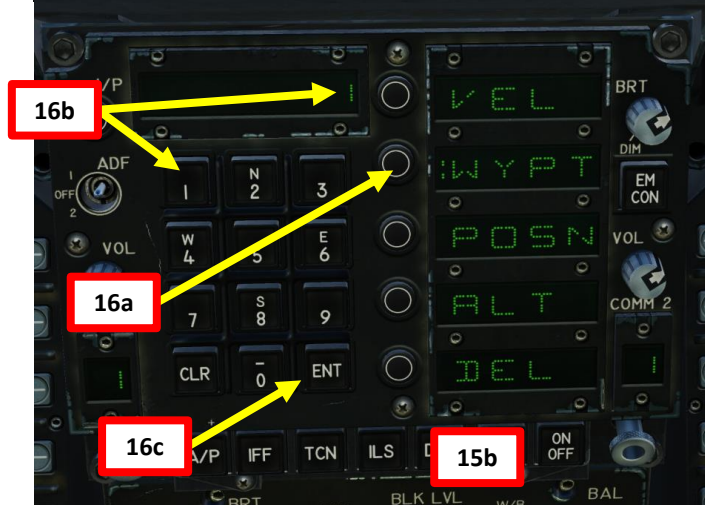 /P
1
VEL
BRT
16b
ADF
1
OFF
2
1
N
2
3
:WYPT
DIM
EM
CON
W
4
5
E
6
POSN
VOL
VOL
16a
7
S
8
9
ALT
COMM 2
1
CLR
–
0
ENT
DEL
1
16c
A/P
IFF
TCN
ILS
D
15b
ON
OFF
BRT
BLK LVL
W/B
BAL